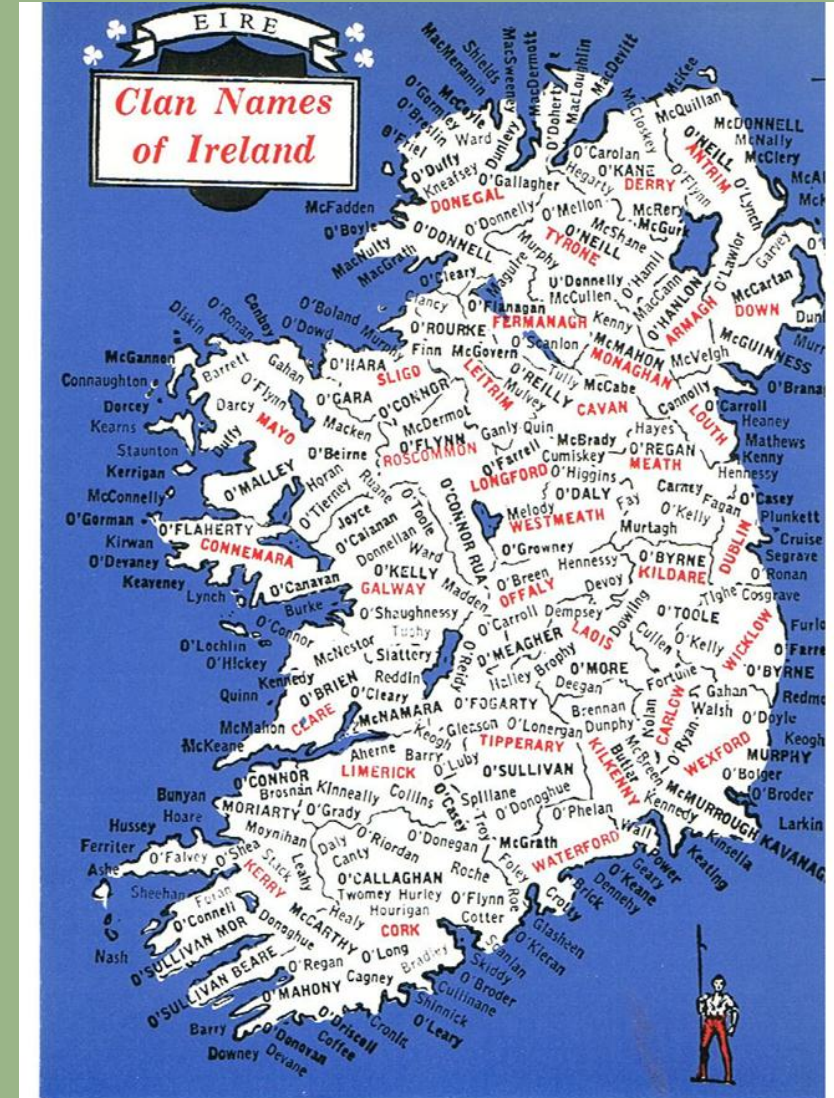 EIRE
Clan Names
of Ireland
MacMenamin
Shields
MacSweeney
MacDermott
O'Doherty
MacLoughlin
MacDevitt
McCloskey
McKee
McQuillan
McDONNELL
McNally
McClery
O'Gormley
McCoyle
O'Breslin
Ward
Dunlevy
O'Friel
O'Duffy
Kneafsey
O'Gallagher
Hegarty
O'Carolan
O'KANE
DERRY
O'NEILL
ANTRIM
O'Flynn
O'Lynch
DONEGAL
McFadden
O'Boyle
MacNulty
MacGrath
O'DONNELL
O'Donnelly
O'Mellon
McRery
McGurk
McShane
O'NEILL
TYRONE
Murphy
O'Hamil
MacCann
O'HANLON
ARMAGH
O'Lawlor
Garvey
McCartan
DOWN
McGUINNESS
O'Cleary
Maguire
Clancy
O'Flanagan
O'Donnelly
McCullen
FERMANAGH
Kenny
O'Scanlon
McMAHON
MONAGHAN
McVeigh
Diskin
O'Ronan
Conboy
O'Dowd
O'Boland
Murphy
O'ROURKE
Finn
McGovern
LEITRIM
O'REILLY
Tully
McCabe
CAVAN
Mulvey
McGannon
Connaughton
Dorcey
Kearns
Staunton
Kerrigan
McConnelly
O'Gorman
Kirwan
O'Devaney
Keaveney
Lynch
Barrett
Gahan
O'Flynn
Darcy
MAYO
Duffy
O'MALLEY
O'HARA
SLIGO
O'GARA
O'CONNOR
Macken
McDermot
O'Beirne
O'FLYNN
ROSCOMMON
Ganly
Quin
O'Farrell
LONGFORD
McBrady
Cumiskey
O'Higgins
Hayes
O'REGAN
MEATH
Connolly
LOUTH
O'Carroll
Heaney
Mathews
Kenny
Hennessy
O'Casey
Plunkett
Cruise
Segrave
O'Ronan
Carney
Fagan
O'Kelly
DUBLIN
O'DALY
Melody
WESTMEATH
Fay
Murtagh
O'FLAHERTY
CONNEMARA
Horan
O'Tierney
Ruane
Joyce
O'Toole
O'Calanan
Donnellan
Ward
O'CONNOR RUA
O'KELLY
GALWAY
Madden
O'Canavan
O'Growney
O'Breen
OFFALY
Hennessy
Devoy
O'BYRNE
KILDARE
Burke
O'Connor
O'Shaughnessy
Tuohy
O'Carroll
Dempsey
LAOIS
Dowling
Cullen
O'TOOLE
Tighe
Cosgrave
O'Kelly
WICKLOW
O'BYRNE
O'Lochlin
O'Hickey
McNestor
Slattery
O'Reidy
O'MEAGHER
Brophy
O'MORE
Deegan
Kennedy
Quinn
O'BRIEN
Reddin
O'Cleary
CLARE
McNAMARA
McMahon
McKeane
O'FOGARTY
Brennan
Dunphy
Fortune
Nolan
CARLOW
Gahan
Walsh
O'Doyle
Keogh
O'Ryan
WEXFORD
MURPHY
O'Bolger
O'Broder
Larkin
Keogh
Gleeson
O'Lonergan
TIPPERARY
KILKENNY
Butler
McBreen
Aherne
Barry
LIMERICK
O'Luby
O'SULLIVAN
O'CONNOR
Brosnan
Kinneally
Collins
O'Casey
Spillane
O'Donoghue
Kennedy
McMURROUGH
Bunyan
Hoare
MORIARTY
O'Grady
Hussey
Ferriter
Ashe
O'Falvey
O'Shea
Moynihan
Daly
Canty
O'Riordan
O'Donegan
Troy
McGrath
O'Phelan
WATERFORD
Wall
Power
Geary
O'Keane
Dennehy
Brick
Crotty
Keating
Kinsella
KERRY
Stack
Leahy
O'CALLAGHAN
Roche
Foley
Roe
Twomey
Hurley
O'Flynn
Glasheen
O'Kieran
Sheehan
Foran
O'Connell
Healy
Hourigan
Cotter
CORK
Nash
O'SULLIVAN MOR
Donoghue
McCARTHY
O'Long
Bradley
Scanlan
Skiddy
O'Broder
Cullinane
Shinnick
O'Leary
O'SULLIVAN BEARE
O'Regan
Cagney
O'MAHONY
Barry
O'Driscoll
Cronic
Coffee
O'Donovan
Devane
Downey